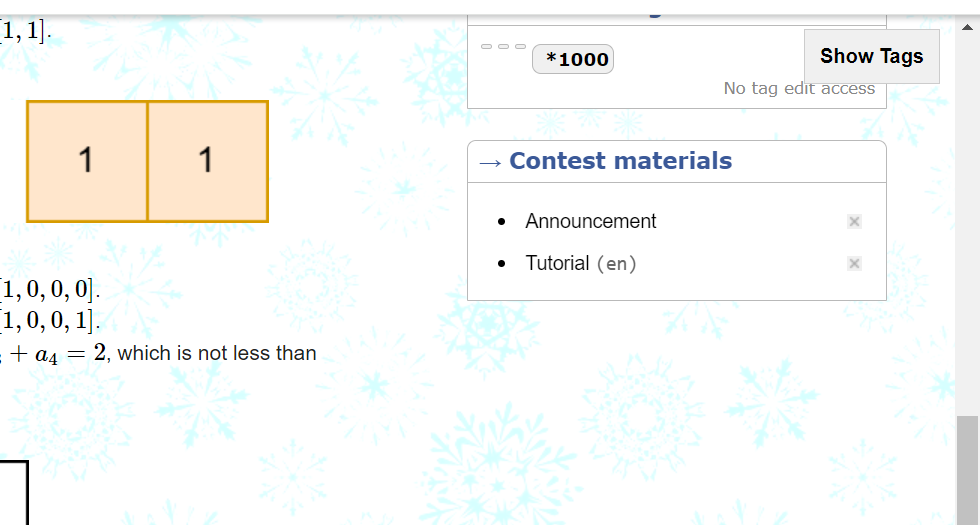 1, 1].
*1000
Show Tags
No tag edit access
1 1
→ Contest materials
Announcement
Tutorial (en)
1, 0, 0, 0].
1, 0, 0, 1].
+ a₄ = 2, which is not less than